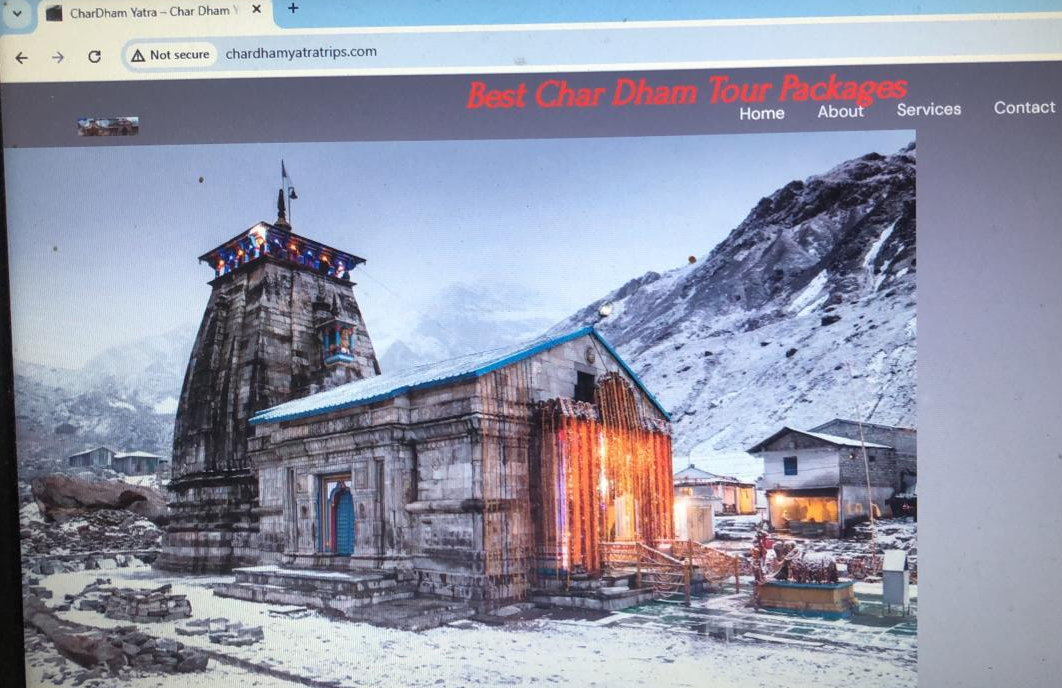 CharDham Yatra – Char Dham Y
Not secure
chardhamyatratrips.com
Best Char Dham Tour Packages
Home About Services Contact